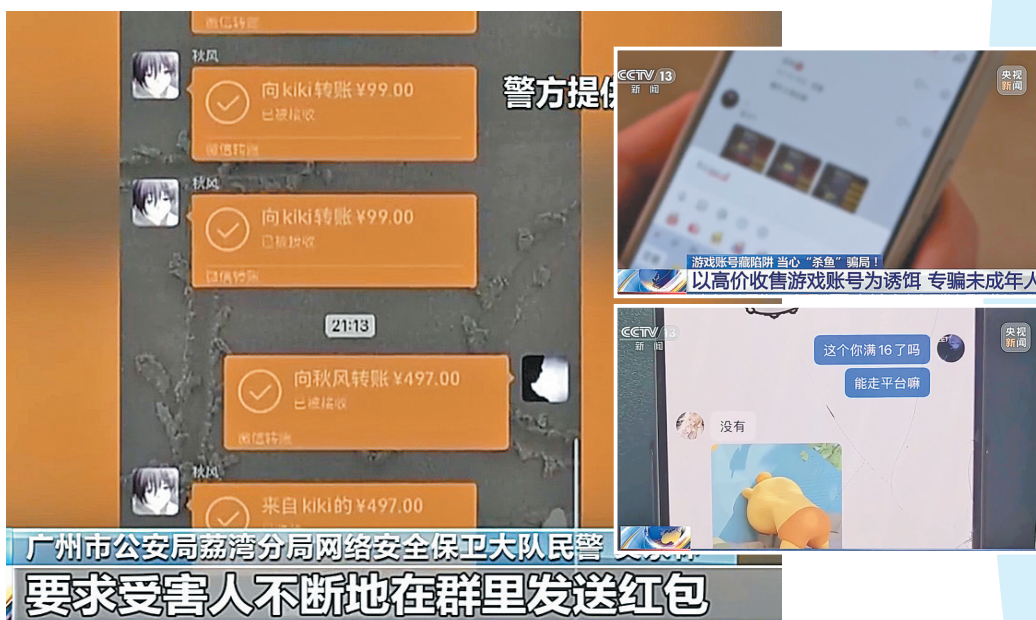 微信转账
秋风
向kiki转账¥99.00
已被接收
微信转账
秋风
向kiki转账¥99.00
已被接收
微信转账
21:13
向秋风转账¥497.00
已被接收
微信转账
秋风
来自kiki的¥497.00
警方提供
广州市公安局荔湾分局网络安全保卫大队民警
要求受害人不断地在群里发送红包
CCTV 13
新闻
央视
新闻
游戏账号藏陷阱 当心“杀鱼”骗局！
以高价收售游戏账号为诱饵 专骗未成年人
CCTV 13
新闻
央视
新闻
这个你满16了吗
能走平台嘛
没有